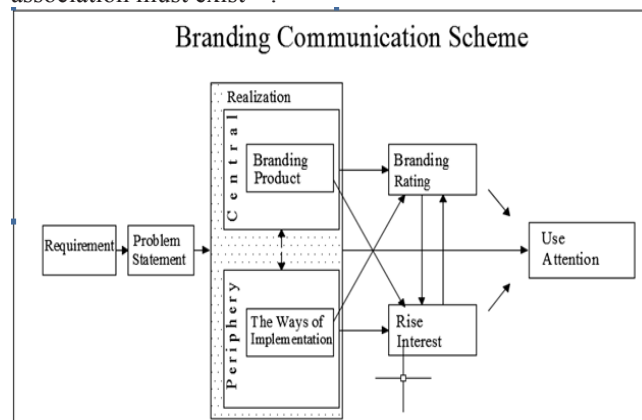 association must exist
Branding Communication Scheme
Realization
Central
Branding
Product
Branding
Rating
Requirement
Problem
Statement
Use
Attention
Periphery
The Ways of
Implementation
Rise
Interest